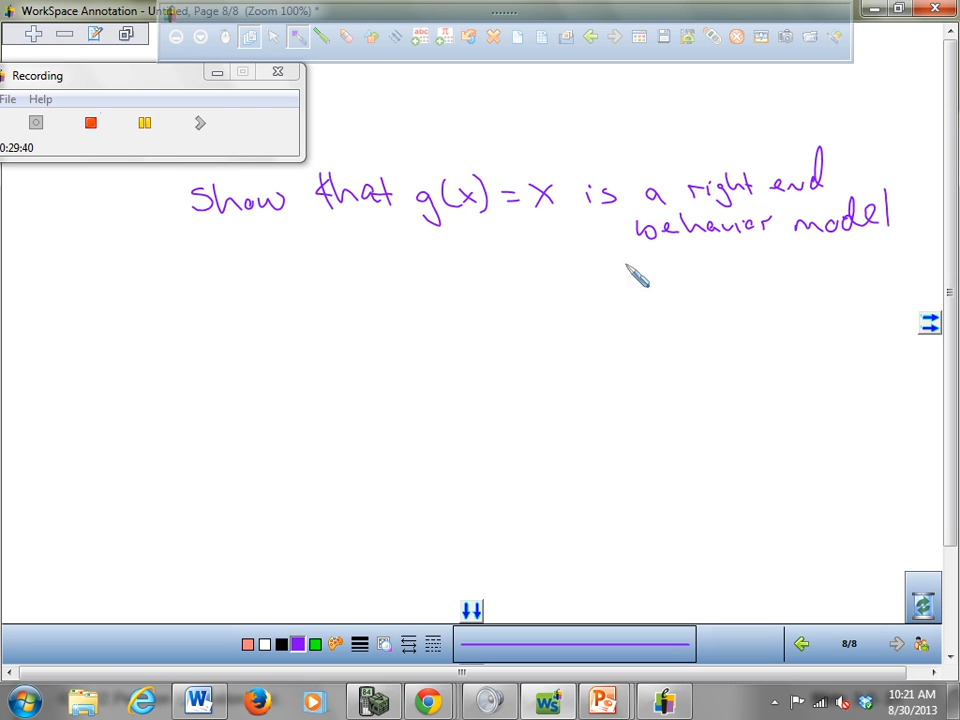 WorkSpace Annotation - Untitled, Page 8/8 (Zoom 100%) *
Recording
File Help
0:29:40
Show that g(x) = x is a right end
behavior model
8/8
10:21 AM
8/30/2013